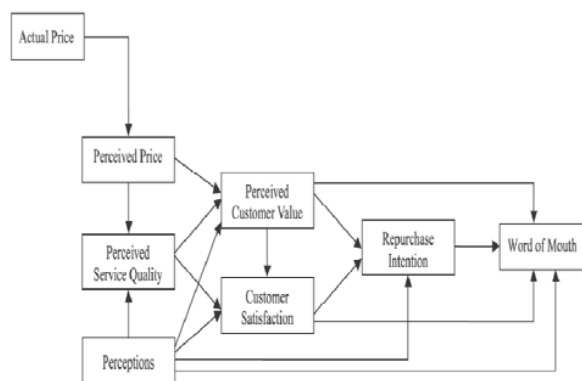 Actual Price
Perceived Price
Perceived
Customer Value
Perceived
Service Quality
Repurchase
Intention
Word of Mouth
Customer
Satisfaction
Perceptions